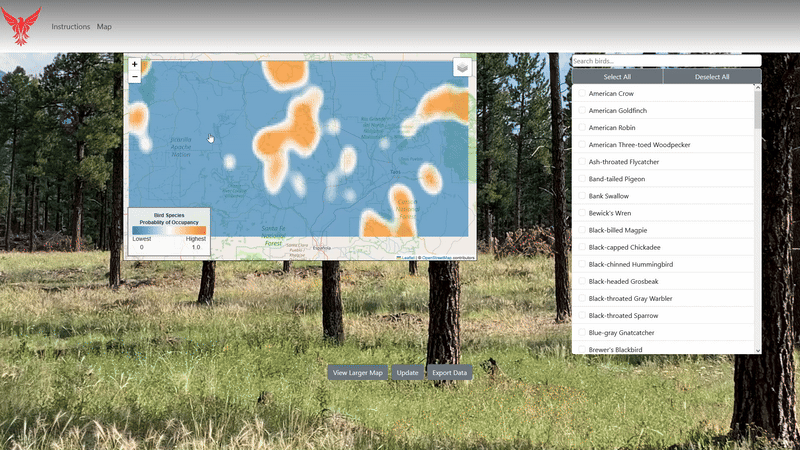 Instructions Map
+
−
Search birds...
Select All Deselect All
American Crow
American Goldfinch
American Robin
American Three-toed Woodpecker
Ash-throated Flycatcher
Band-tailed Pigeon
Bank Swallow
Bewick's Wren
Black-billed Magpie
Black-capped Chickadee
Black-chinned Hummingbird
Black-headed Grosbeak
Black-throated Gray Warbler
Black-throated Sparrow
Blue-gray Gnatcatcher
Brewer's Blackbird
Jicarilla
Apache
Nation
Taos
Carson
National
Forest
Santa Fe
National
Forest
Española
Bird Species
Probablity of Occupancy
Lowest Highest
0 1.0
Leaflet | © OpenStreetMap contributors
View Larger Map Update Export Data